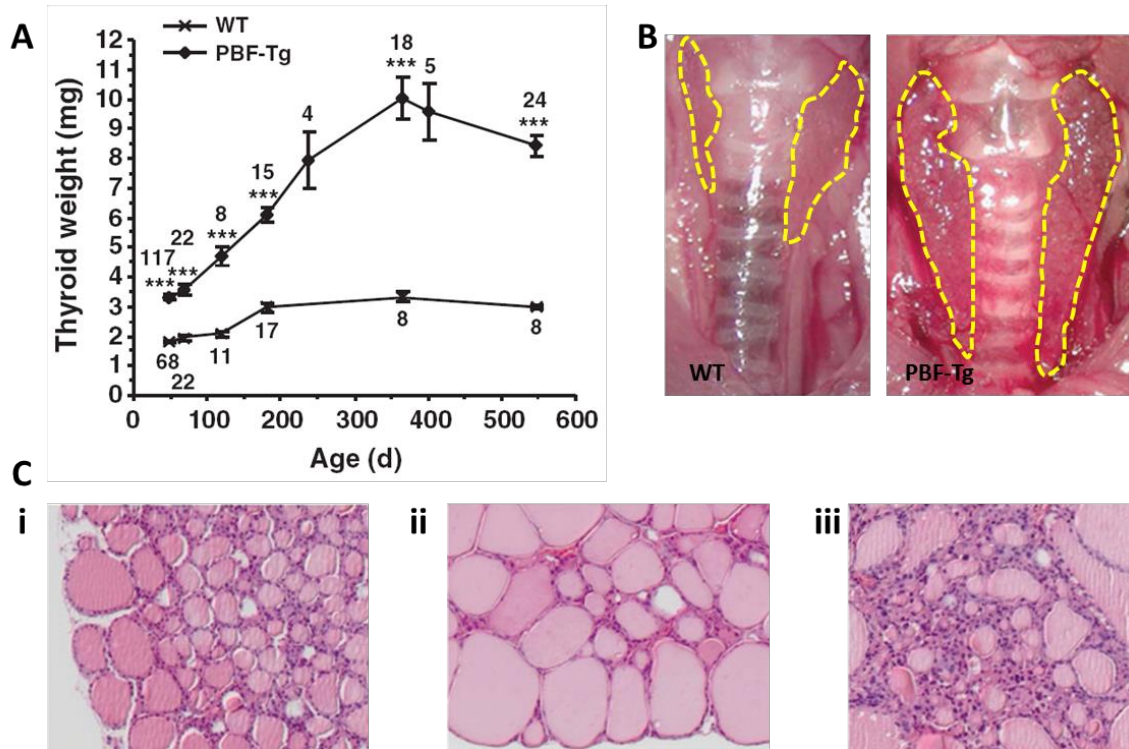 A
WT
PBF-Tg
Thyroid weight (mg)
12
11
10
9
8
7
6
5
4
3
2
1
0
117
***
22
***
8
***
15
***
4
18
***
5
24
***
68
22
11
17
8
8
0 100 200 300 400 500 600
Age (d)
B
WT
PBF-Tg
C
i
ii
iii